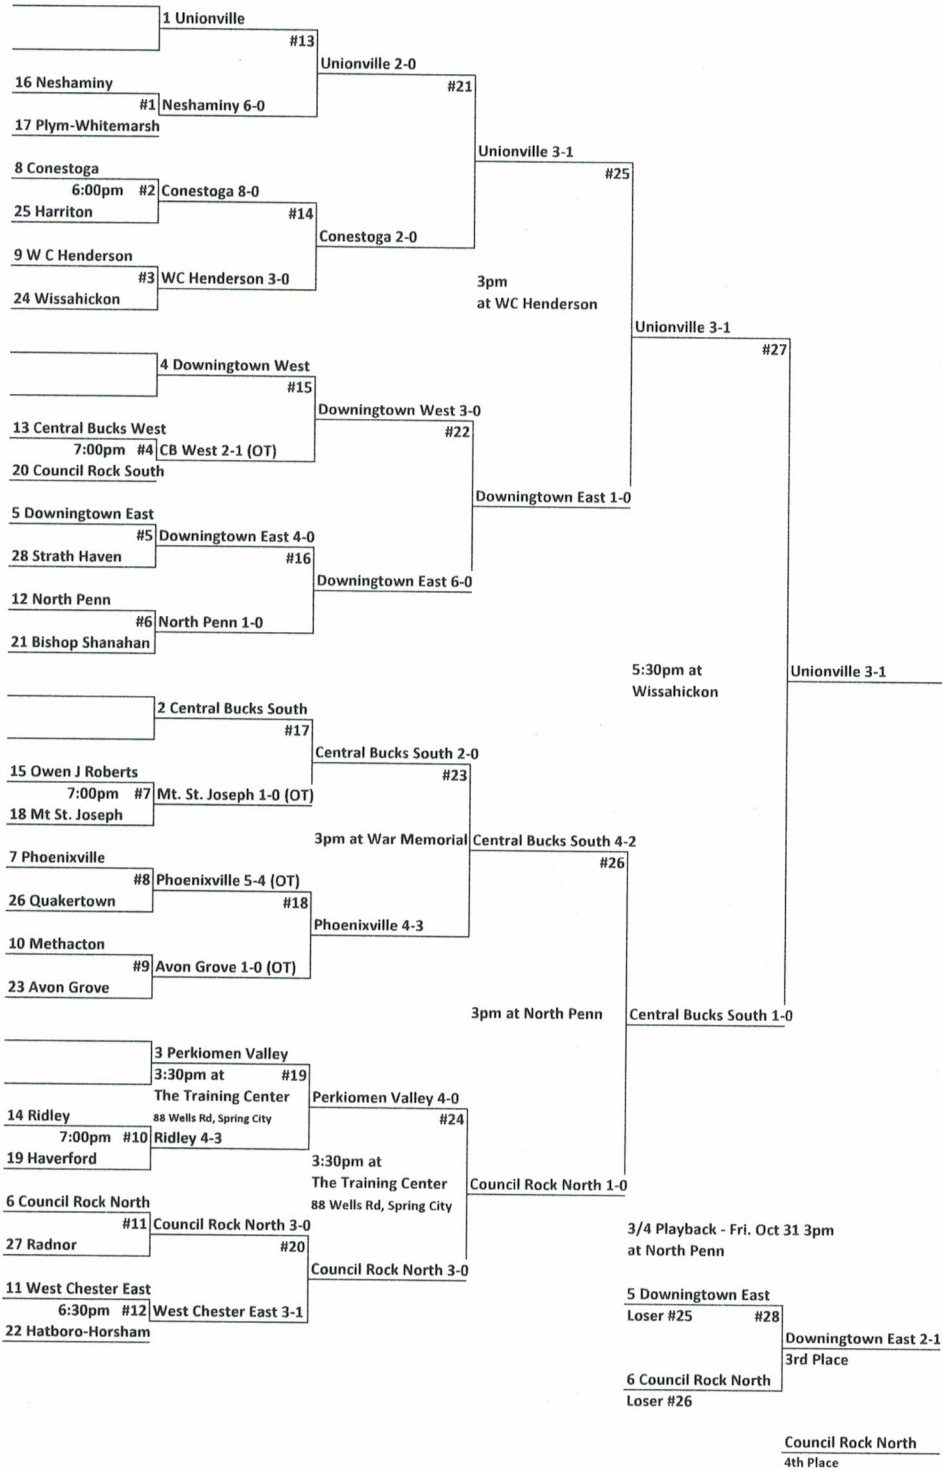 1 Unionville
#13
Unionville 2-0
16 Neshaminy
#1 Neshaminy 6-0
17 Plym-Whitemarsh
#21
Unionville 3-1
8 Conestoga
6:00pm #2 Conestoga 8-0
25 Harriton
#14
Conestoga 2-0
9 W C Henderson
#3 WC Henderson 3-0
24 Wissahickon
#25
3pm
at WC Henderson
Unionville 3-1
#27
4 Downingtown West
#15
Downingtown West 3-0
13 Central Bucks West
7:00pm #4 CB West 2-1 (OT)
20 Council Rock South
#22
Downingtown East 1-0
5 Downingtown East
#5 Downingtown East 4-0
28 Strath Haven
#16
Downingtown East 6-0
12 North Penn
#6 North Penn 1-0
21 Bishop Shanahan
5:30pm at
Wissahickon
Unionville 3-1
2 Central Bucks South
#17
Central Bucks South 2-0
15 Owen J Roberts
7:00pm #7 Mt. St. Joseph 1-0 (OT)
18 Mt St. Joseph
#23
3pm at War Memorial Central Bucks South 4-2
7 Phoenixville
#8 Phoenixville 5-4 (OT)
26 Quakertown
#18
Phoenixville 4-3
10 Methacton
#9 Avon Grove 1-0 (OT)
23 Avon Grove
#26
3pm at North Penn
Central Bucks South 1-0
3 Perkiomen Valley
3:30pm at #19
The Training Center
88 Wells Rd, Spring City
Perkiomen Valley 4-0
14 Ridley
7:00pm #10 Ridley 4-3
19 Haverford
#24
3:30pm at
The Training Center
88 Wells Rd, Spring City
Council Rock North 1-0
6 Council Rock North
#11 Council Rock North 3-0
27 Radnor
#20
Council Rock North 3-0
11 West Chester East
6:30pm #12 West Chester East 3-1
22 Hatboro-Horsham
3/4 Playback - Fri. Oct 31 3pm
at North Penn
5 Downingtown East
Loser #25 #28
Downingtown East 2-1
3rd Place
6 Council Rock North
Loser #26
Council Rock North
4th Place